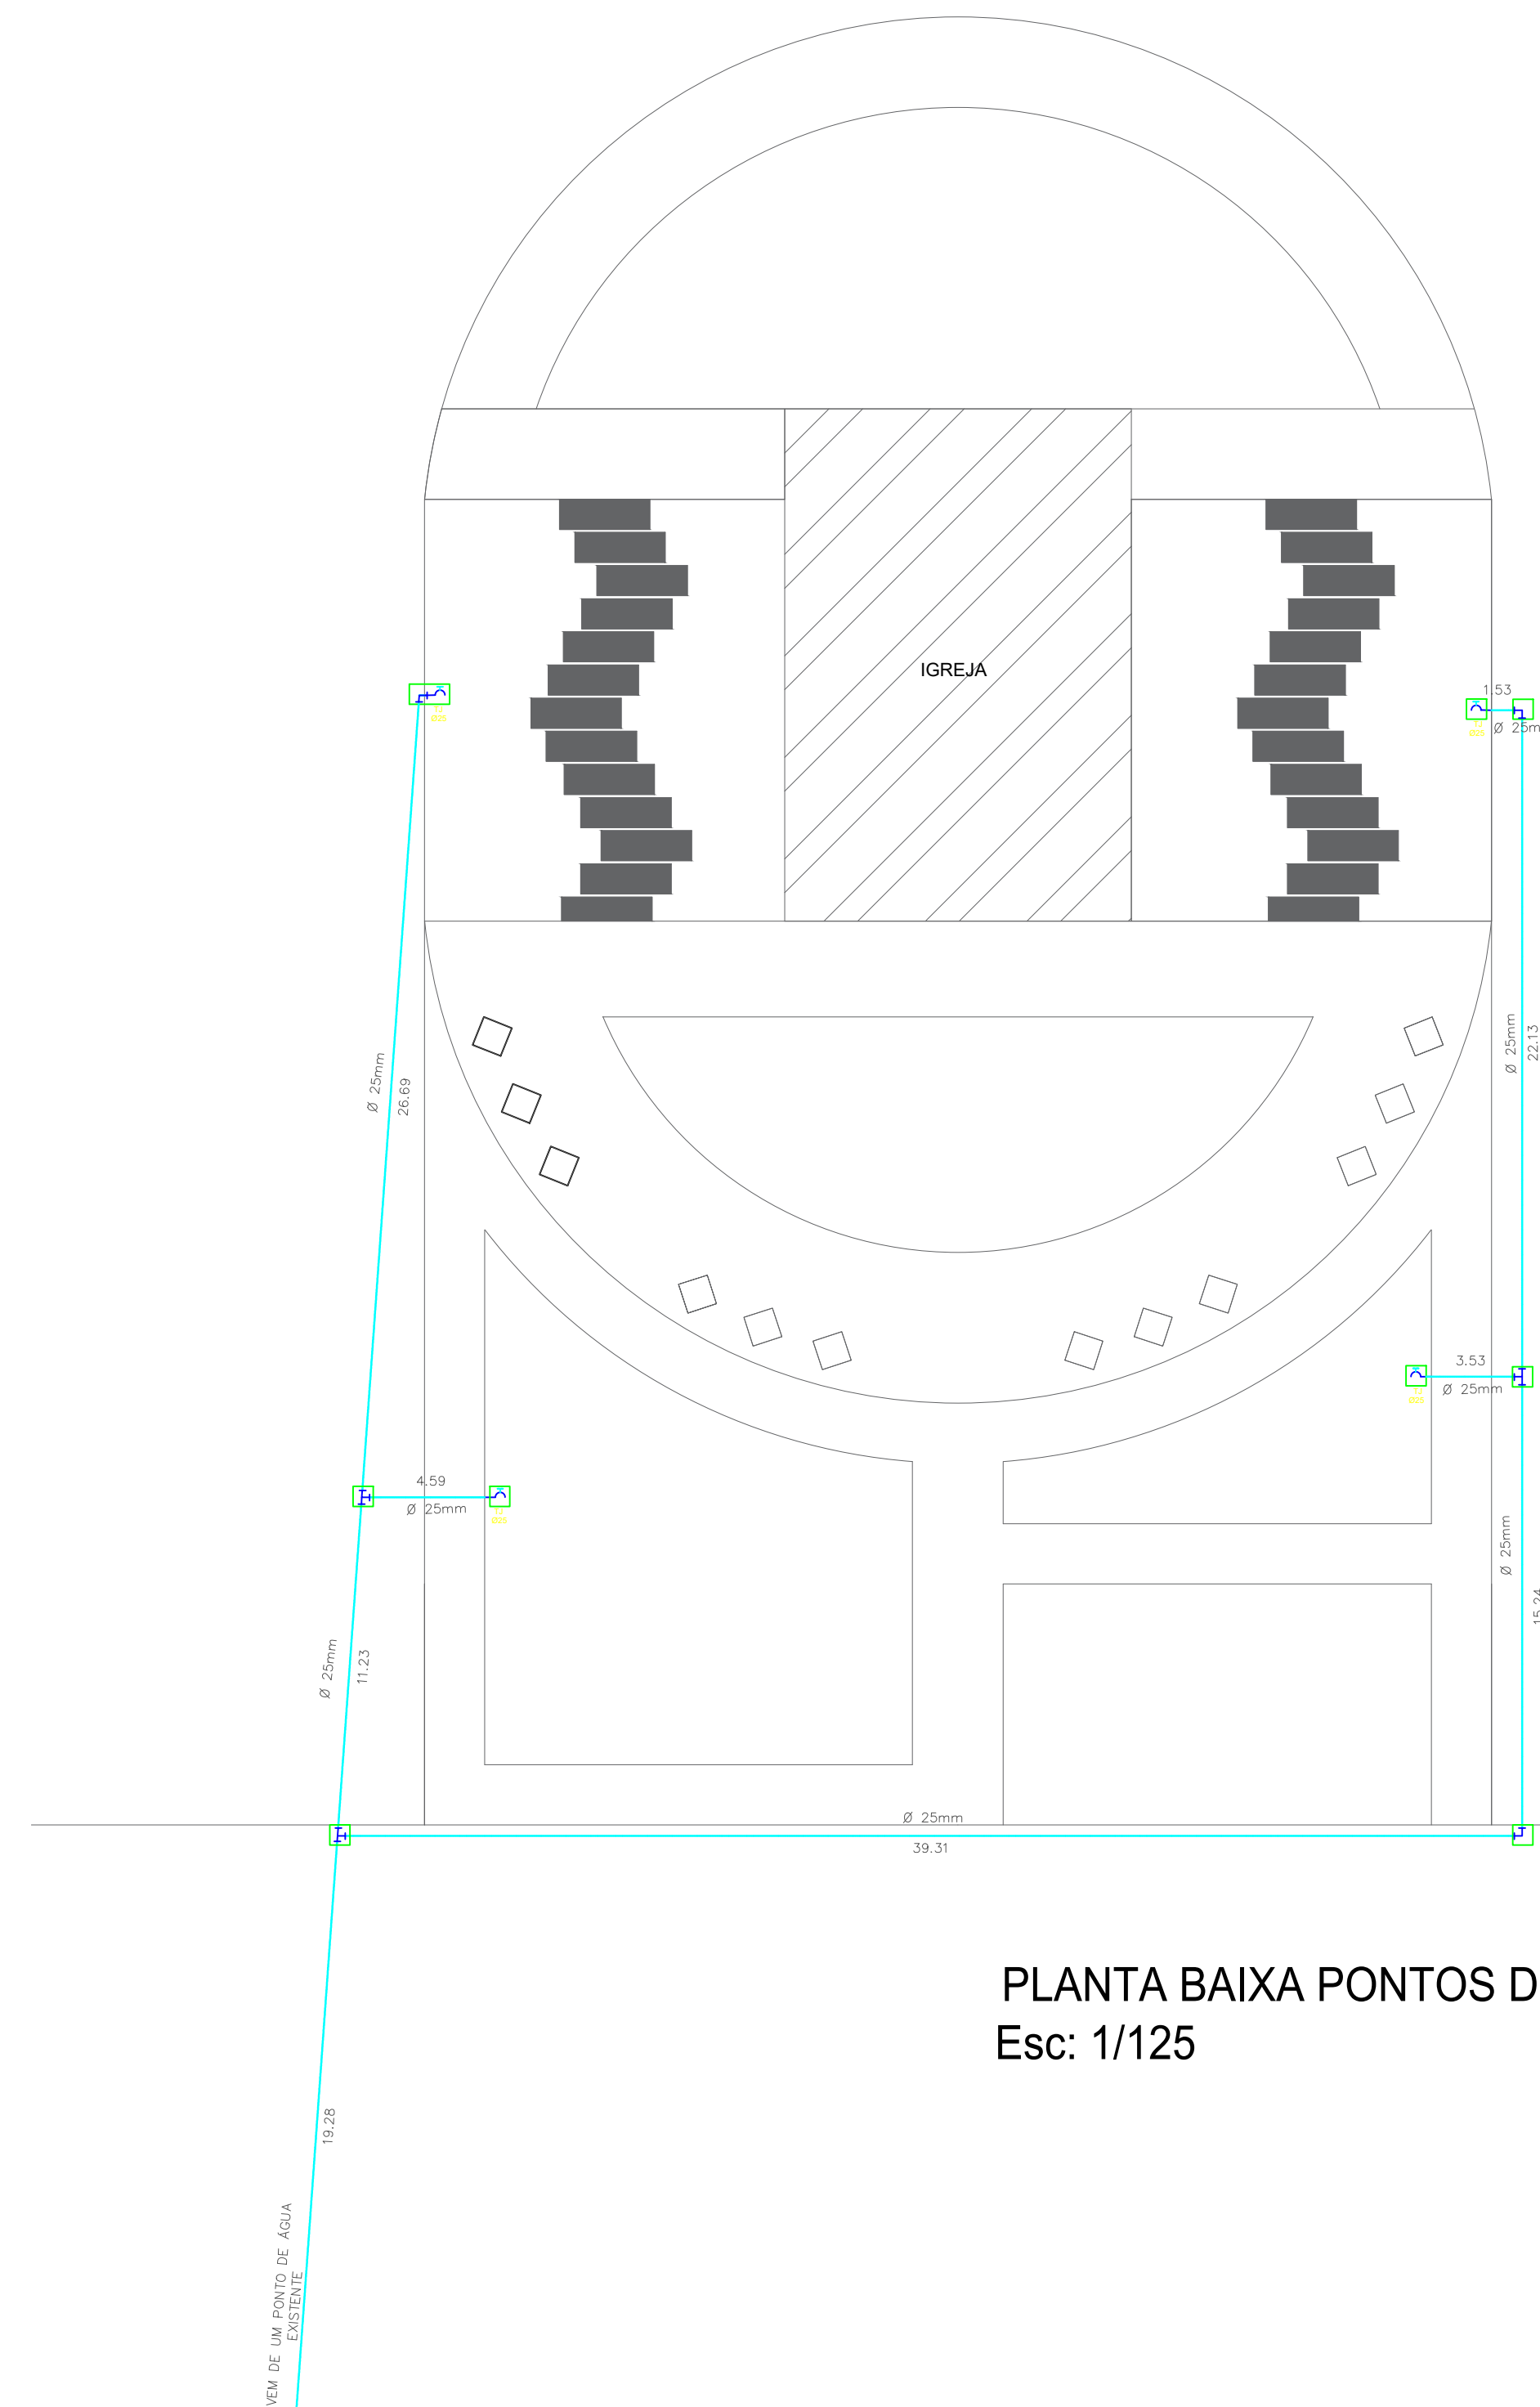 IGREJA
1.53
Ø 25m
Ø 25mm
26.69
Ø 25mm
22.13
3.53
Ø 25mm
4.59
Ø 25mm
Ø 25mm
15.24
Ø 25mm
11.23
Ø 25mm
39.31
PLANTA BAIXA PONTOS D
Esc: 1/125
19.28
VEM DE UM PONTO DE ÁGUA
EXISTENTE